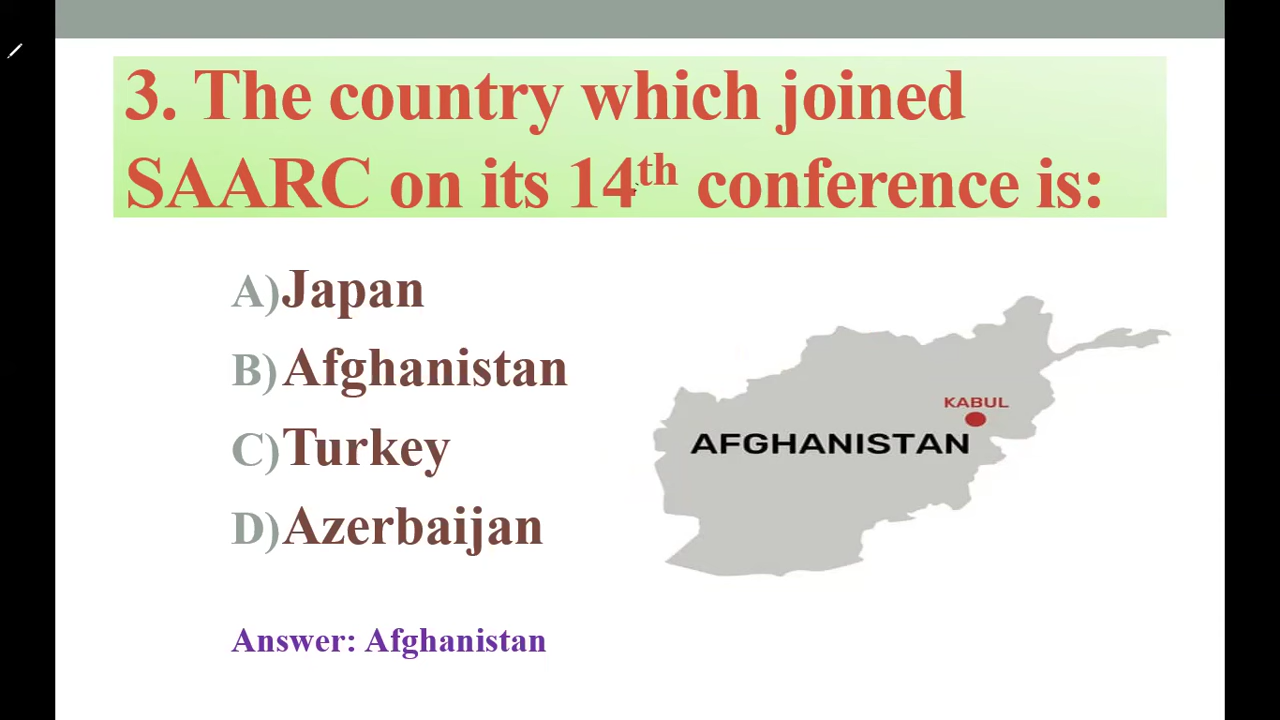 3. The country which joined
SAARC on its 14th conference is:
A) Japan
B) Afghanistan
C) Turkey
D) Azerbaijan
KABUL
AFGHANISTAN
Answer: Afghanistan